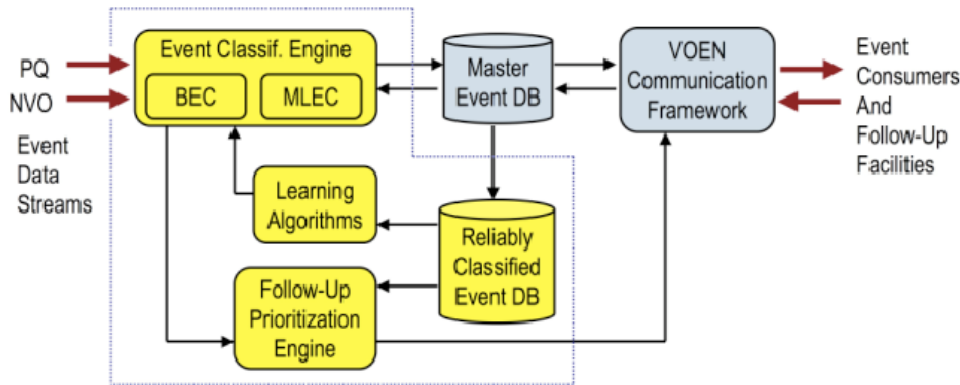 PQ
NVO
Event
Data
Streams
Event Classif. Engine
BEC
MLEC
Master
Event DB
VOEN
Communication
Framework
Event
Consumers
And
Follow-Up
Facilities
Learning
Algorithms
Reliably
Classified
Event DB
Follow-Up
Prioritization
Engine